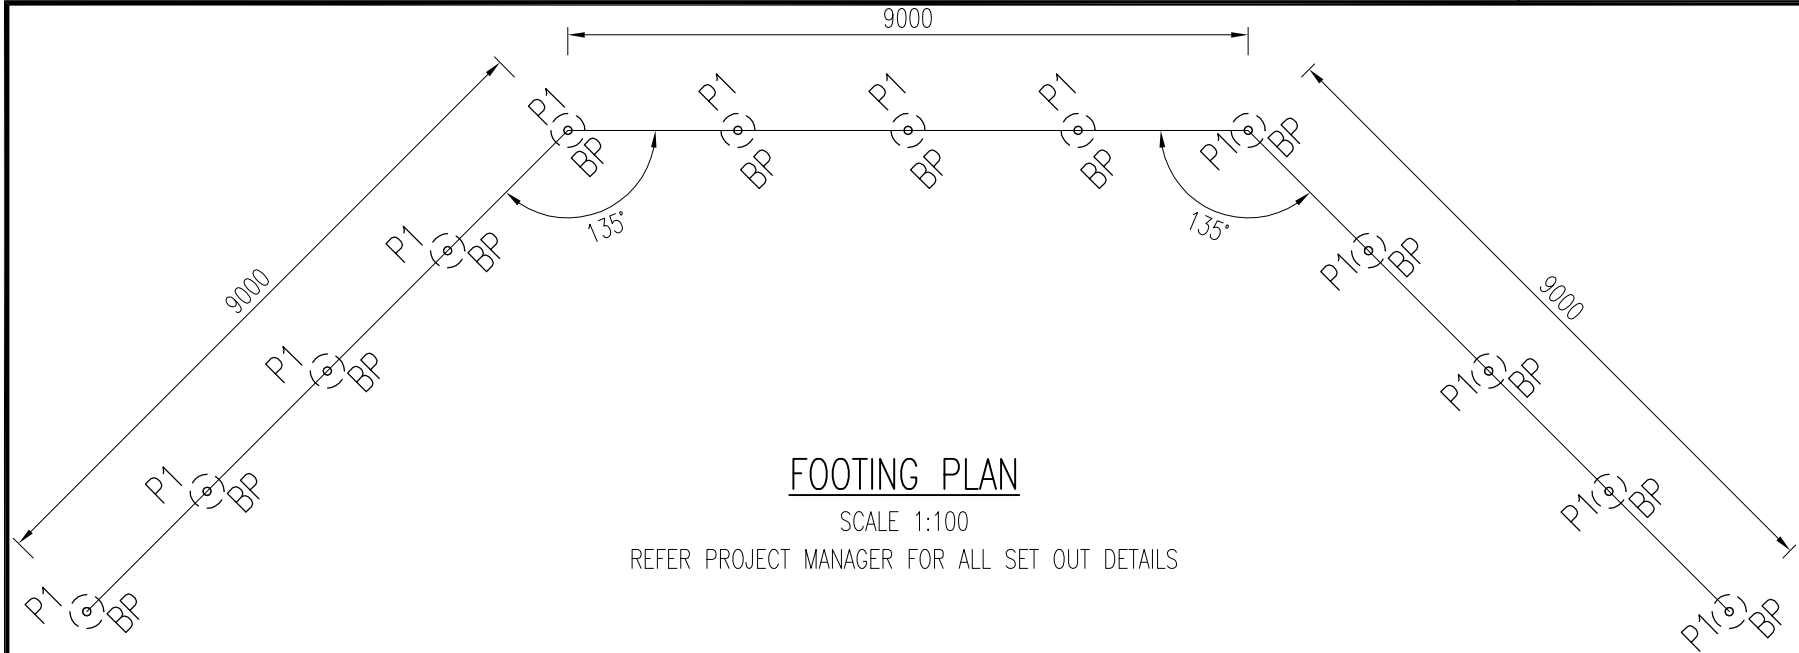 9000
P1
P1
P1
P1
P1
BP
BP
BP
BP
BP
135°
135°
P1
BP
P1
BP
9000
9000
P1
BP
P1
BP
FOOTING PLAN
P1
BP
P1
BP
SCALE 1:100
REFER PROJECT MANAGER FOR ALL SET OUT DETAILS
P1
BP
P1
BP